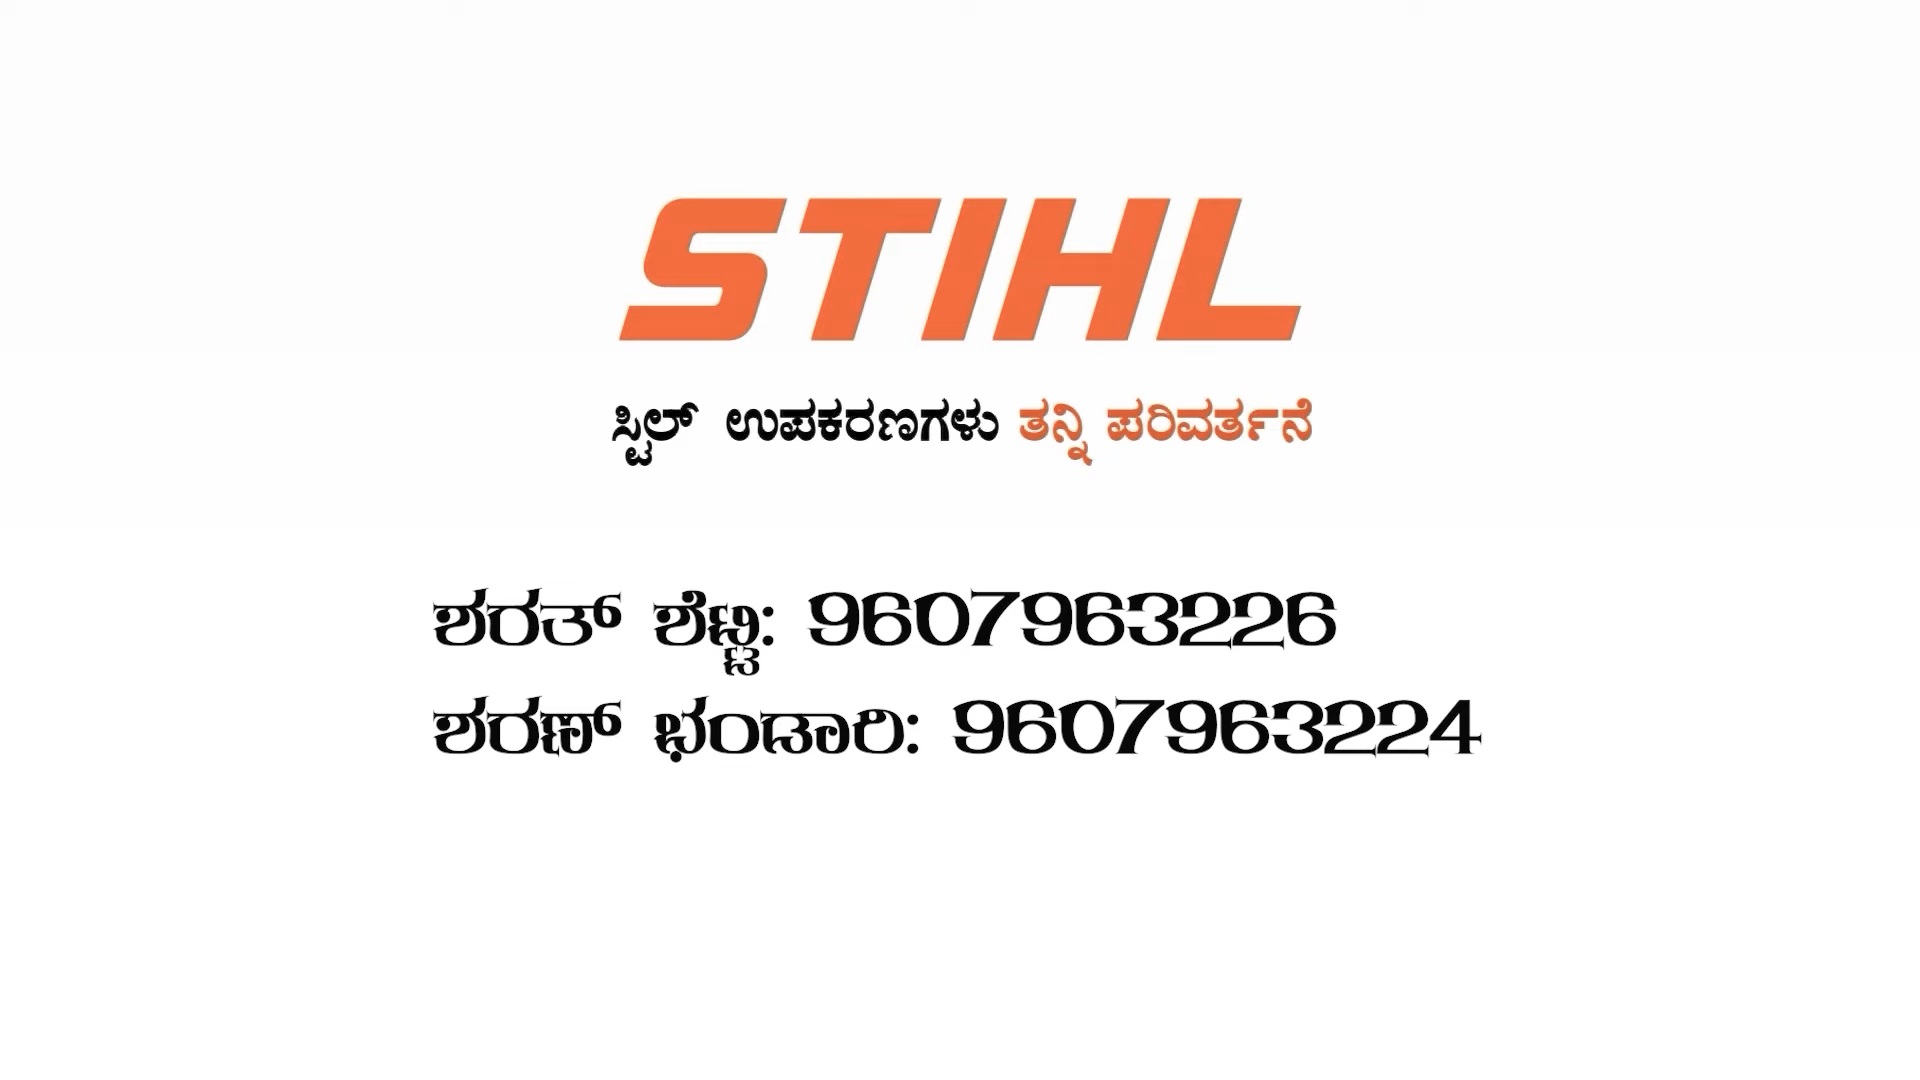 STIHL
ಸ್ಟಿಲ್ ಉಪಕರಣಗಳು ತನ್ನಿ ಪರಿವರ್ತನೆ
ಶರತ್ ಶೆಟ್ಟಿ: 9607963226
ಶರಣ್ ಭಂಡಾರಿ: 9607963224